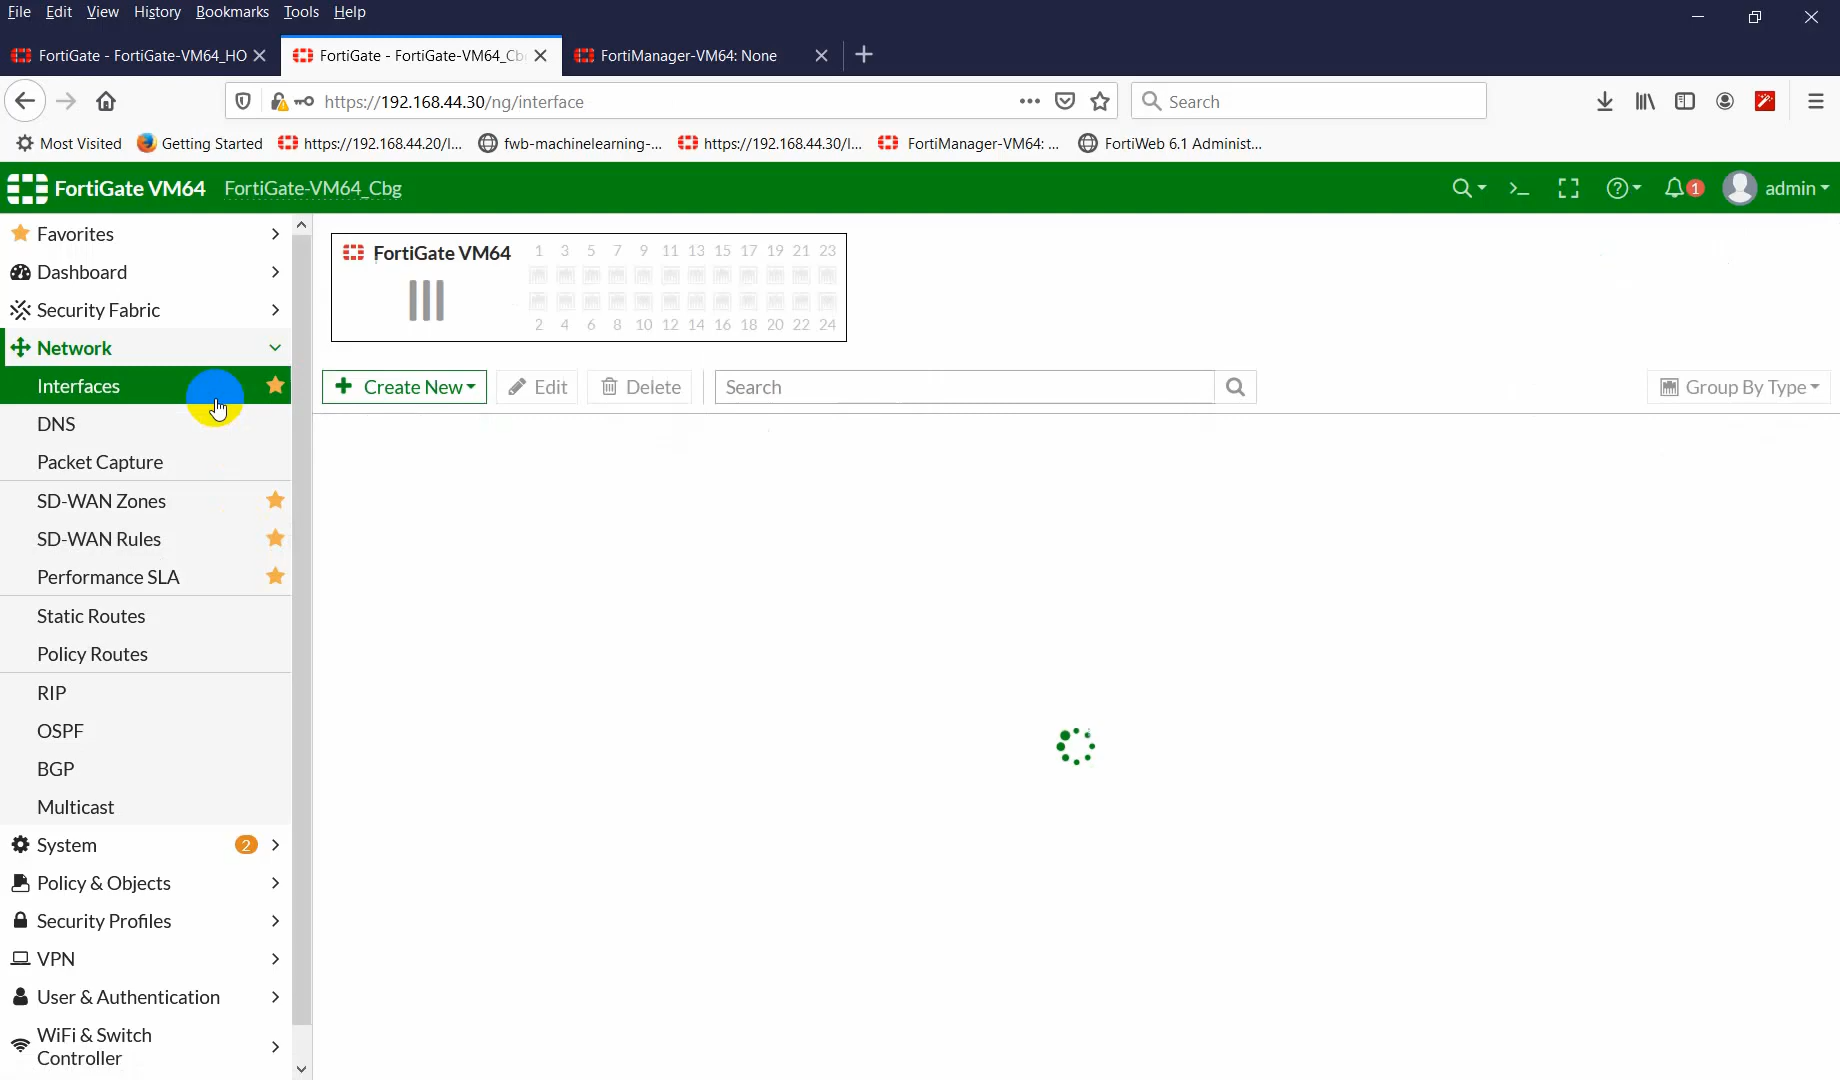 File Edit View History Bookmarks Tools Help
FortiGate - FortiGate-VM64_HO
FortiGate - FortiGate-VM64_Cb
FortiManager-VM64: None
https://192.168.44.30/ng/interface
Search
Most Visited
Getting Started
https://192.168.44.20/l...
fwb-machinelearning-...
https://192.168.44.30/l...
FortiManager-VM64: ...
FortiWeb 6.1 Administ...
FortiGate VM64
FortiGate-VM64_Cbg
1
admin
Favorites
Dashboard
Security Fabric
Network
Interfaces
DNS
Packet Capture
SD-WAN Zones
SD-WAN Rules
Performance SLA
Static Routes
Policy Routes
RIP
OSPF
BGP
Multicast
System 2
Policy & Objects
Security Profiles
VPN
User & Authentication
WiFi & Switch
Controller
FortiGate VM64
1 3 5 7 9 11 13 15 17 19 21 23
2 4 6 8 10 12 14 16 18 20 22 24
Create New
Edit
Delete
Search
Group By Type